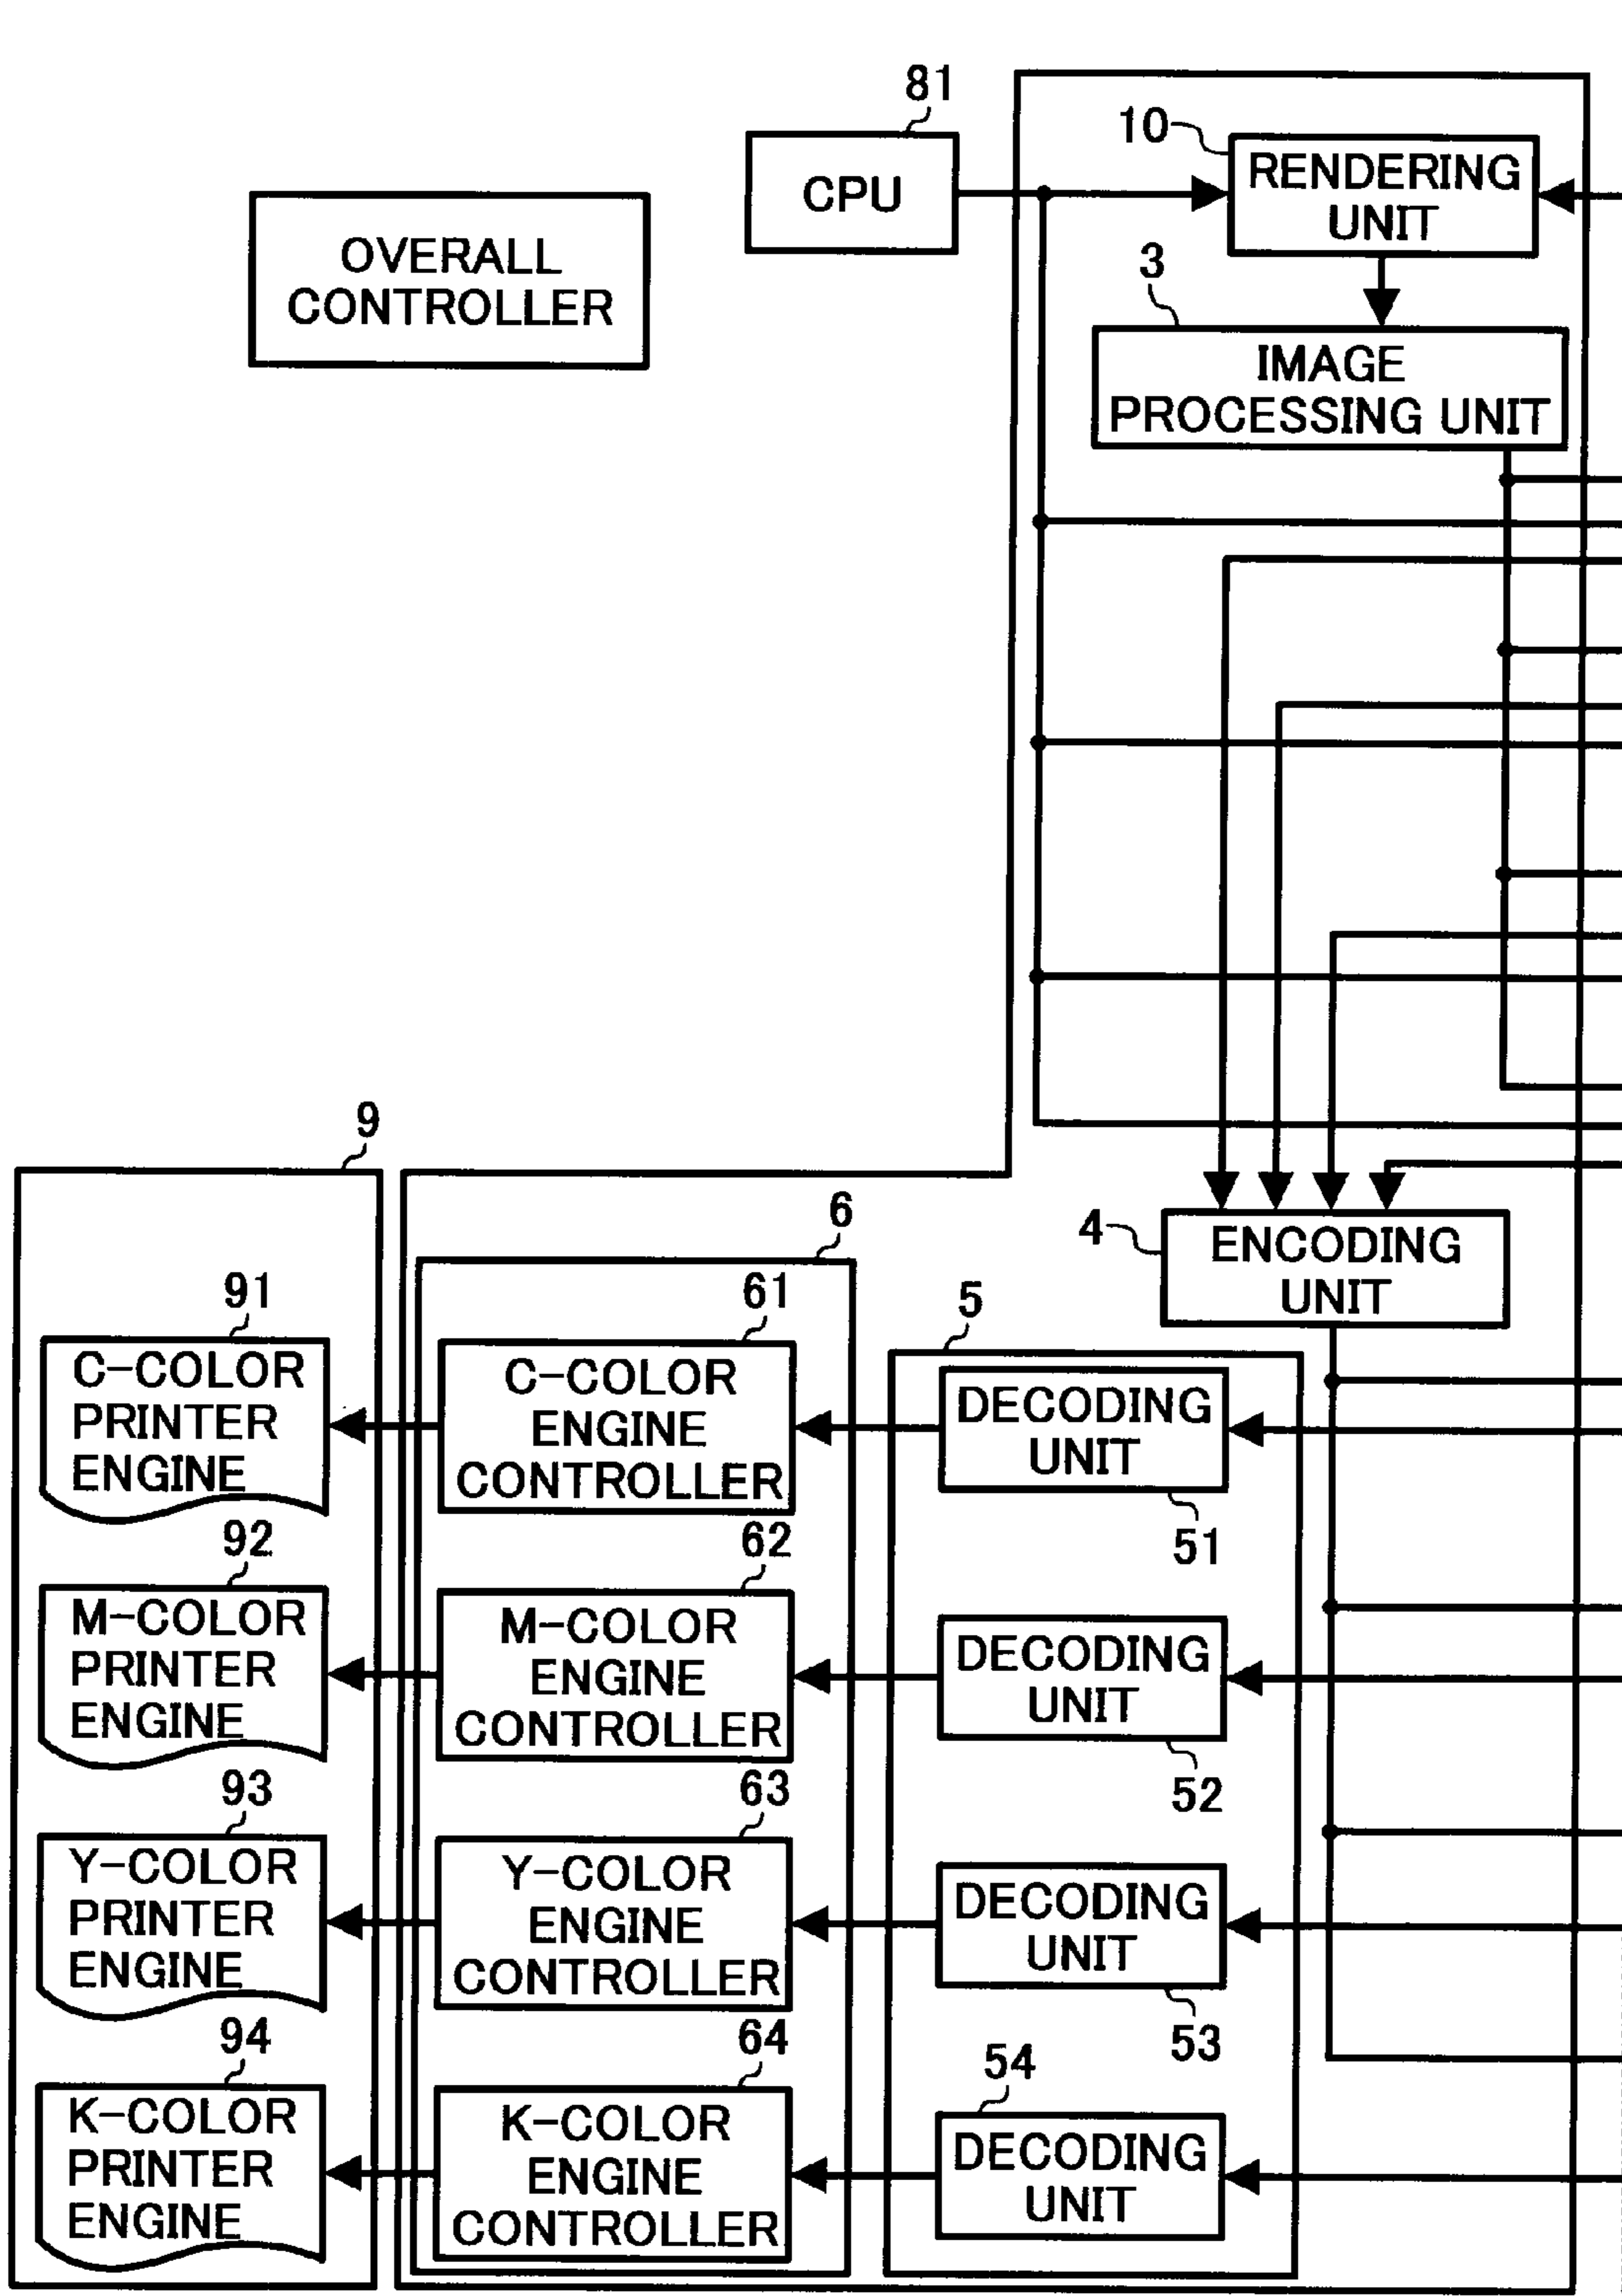 81
CPU
OVERALL
CONTROLLER
10
RENDERING
UNIT
3
IMAGE
PROCESSING UNIT
4
ENCODING
UNIT
9
6
5
91
C-COLOR
PRINTER
ENGINE
61
C-COLOR
ENGINE
CONTROLLER
DECODING
UNIT
51
92
M-COLOR
PRINTER
ENGINE
62
M-COLOR
ENGINE
CONTROLLER
DECODING
UNIT
52
93
Y-COLOR
PRINTER
ENGINE
63
Y-COLOR
ENGINE
CONTROLLER
DECODING
UNIT
53
94
K-COLOR
PRINTER
ENGINE
64
K-COLOR
ENGINE
CONTROLLER
54
DECODING
UNIT